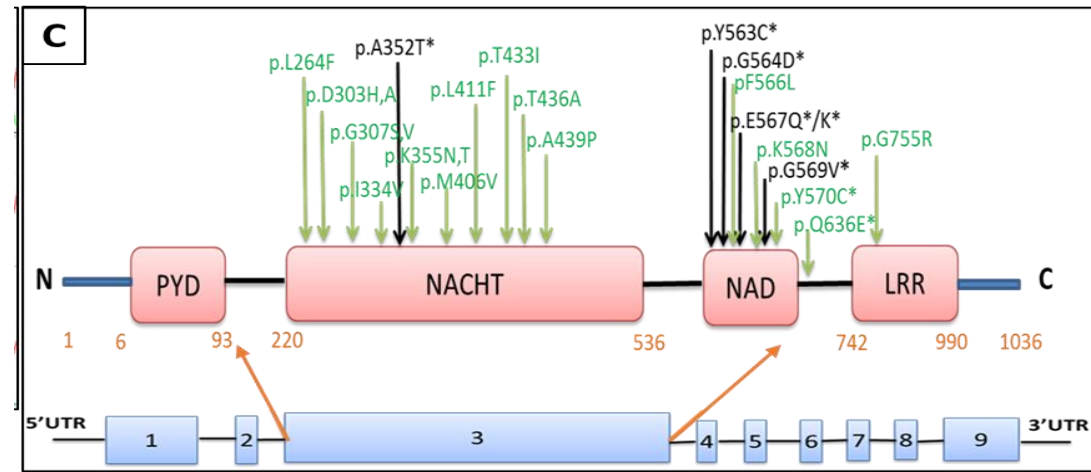 C
p.A352T*
p.Y563C*
p.L264F
p.T433I
p.G564D*
pF566L
p.D303H,A
p.L411F
p.T436A
p.E567Q*/K*
p.G307S,V
p.A439P
p.K568N
p.G755R
p.K355N,T
p.G569V*
p.I334V
p.M406V
p.Y570C*
p.Q636E*
N PYD NACHT NAD LRR C
1 6 93 220 536 742 990 1036
5'UTR 1 2 3 4 5 6 7 8 9 3'UTR